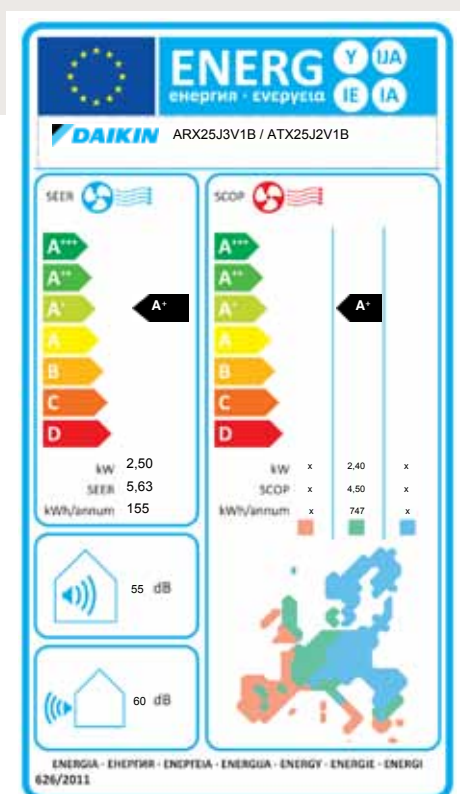 ENERG Y IJA
енергия · ενεργεια IE IA
DAIKIN ARX25J3V1B / ATX25J2V1B
SEER
A+++
A++
A+ A+
A
B
C
D
kW 2,50
SEER 5,63
kWh/annum 155
SCOP
A+++
A++
A+ A+
A
B
C
D
kW x 2,40 x
SCOP x 4,50 x
kWh/annum x 747 x
55 dB
60 dB
ENERGIA · ЕНЕРГИЯ · ΕΝΕΡΓΕΙΑ · ENERGIJA · ENERGY · ENERGIE · ENERGI
626/2011